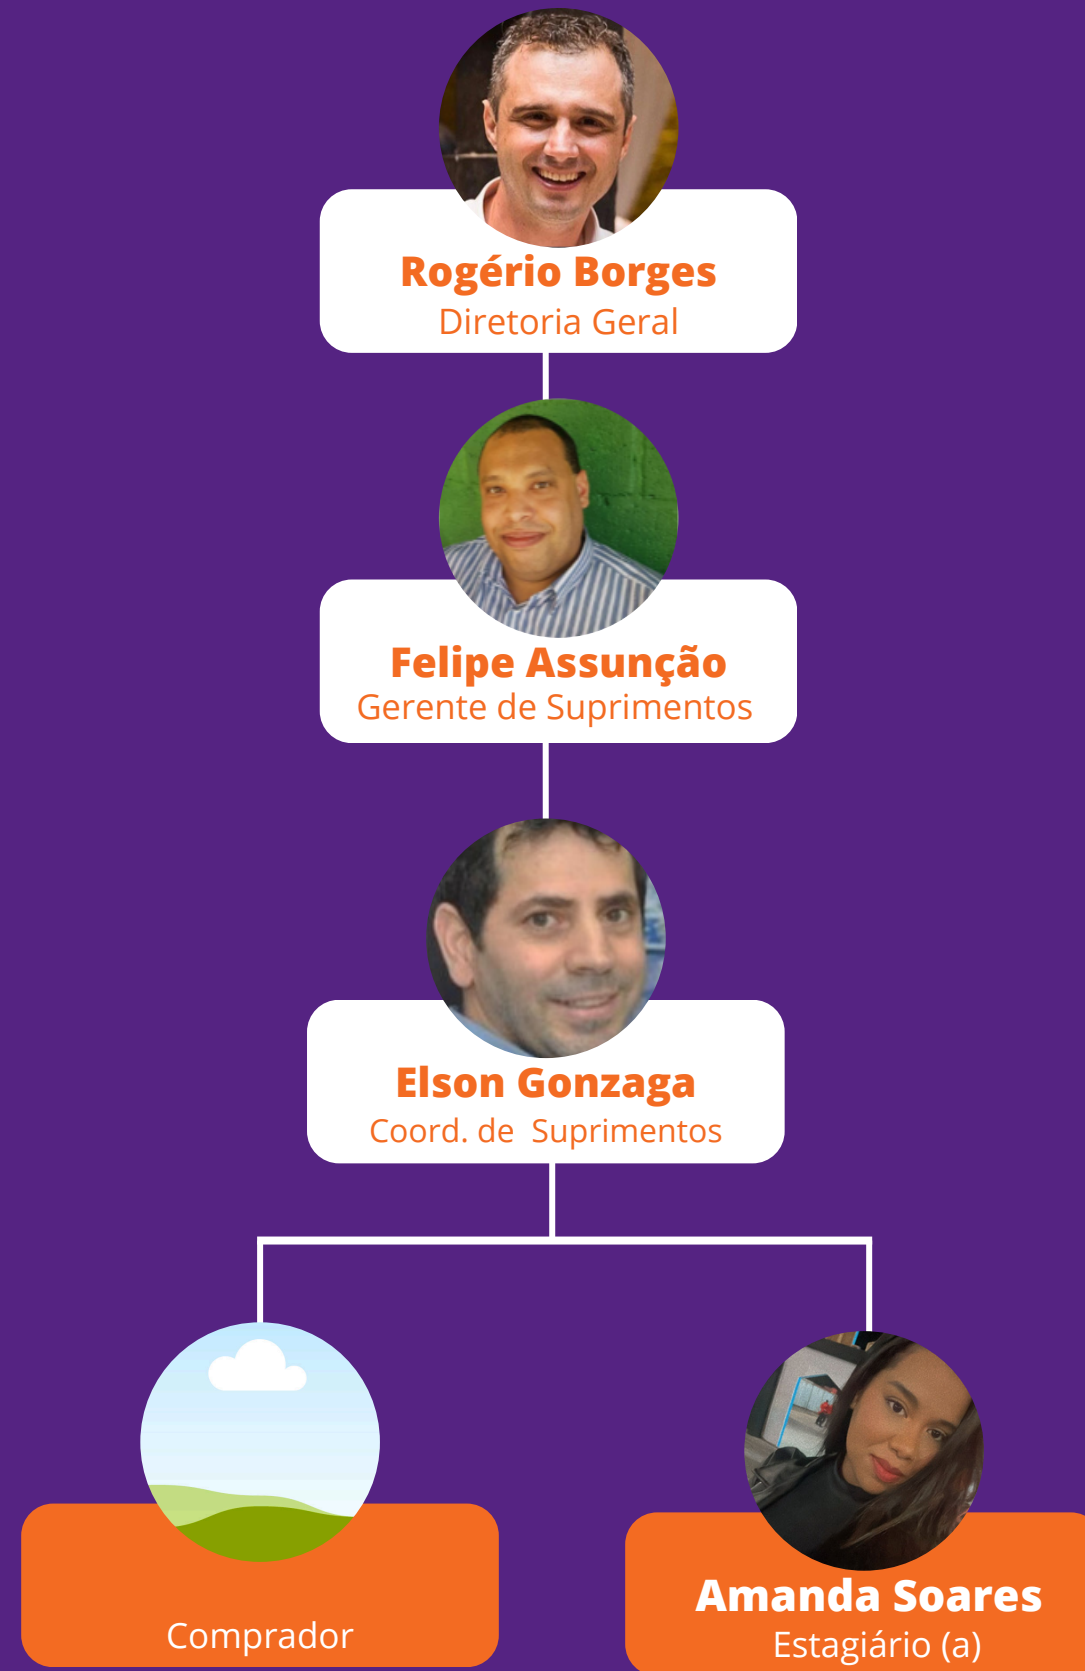 Rogério Borges
Diretoria Geral
Felipe Assunção
Gerente de Suprimentos
Elson Gonzaga
Coord. de  Suprimentos
Comprador
Amanda Soares
Estagiário (a)